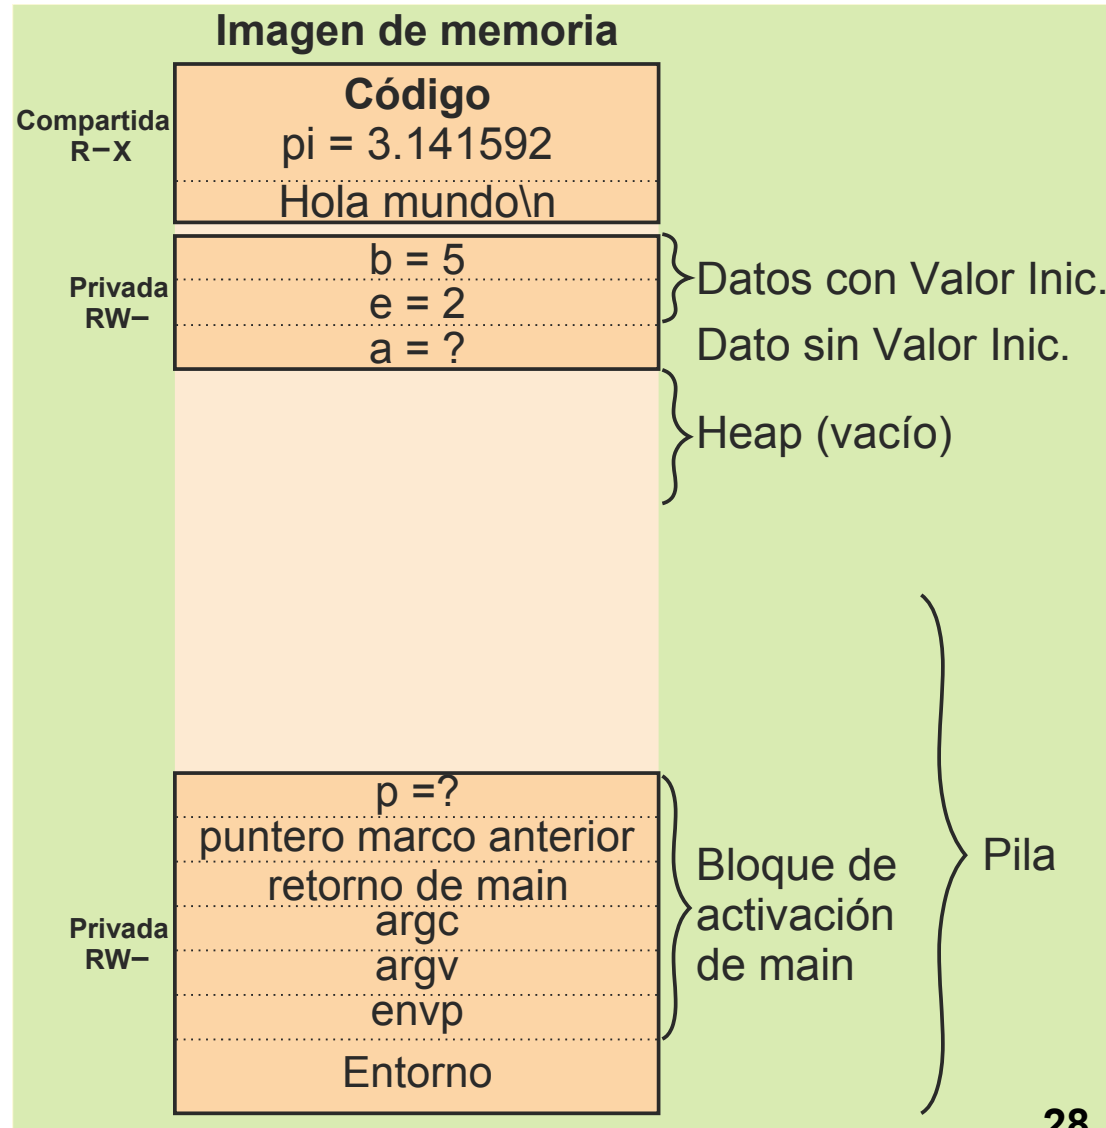 Imagen de memoria
Compartida
R–X
Código
pi = 3.141592
Hola mundo\n
Privada
RW–
b = 5
e = 2
a = ?
Datos con Valor Inic.
Dato sin Valor Inic.
Heap (vacío)
p =?
puntero marco anterior
retorno de main
argc
argv
envp
Entorno
Privada
RW–
Bloque de
activación
de main
Pila
28